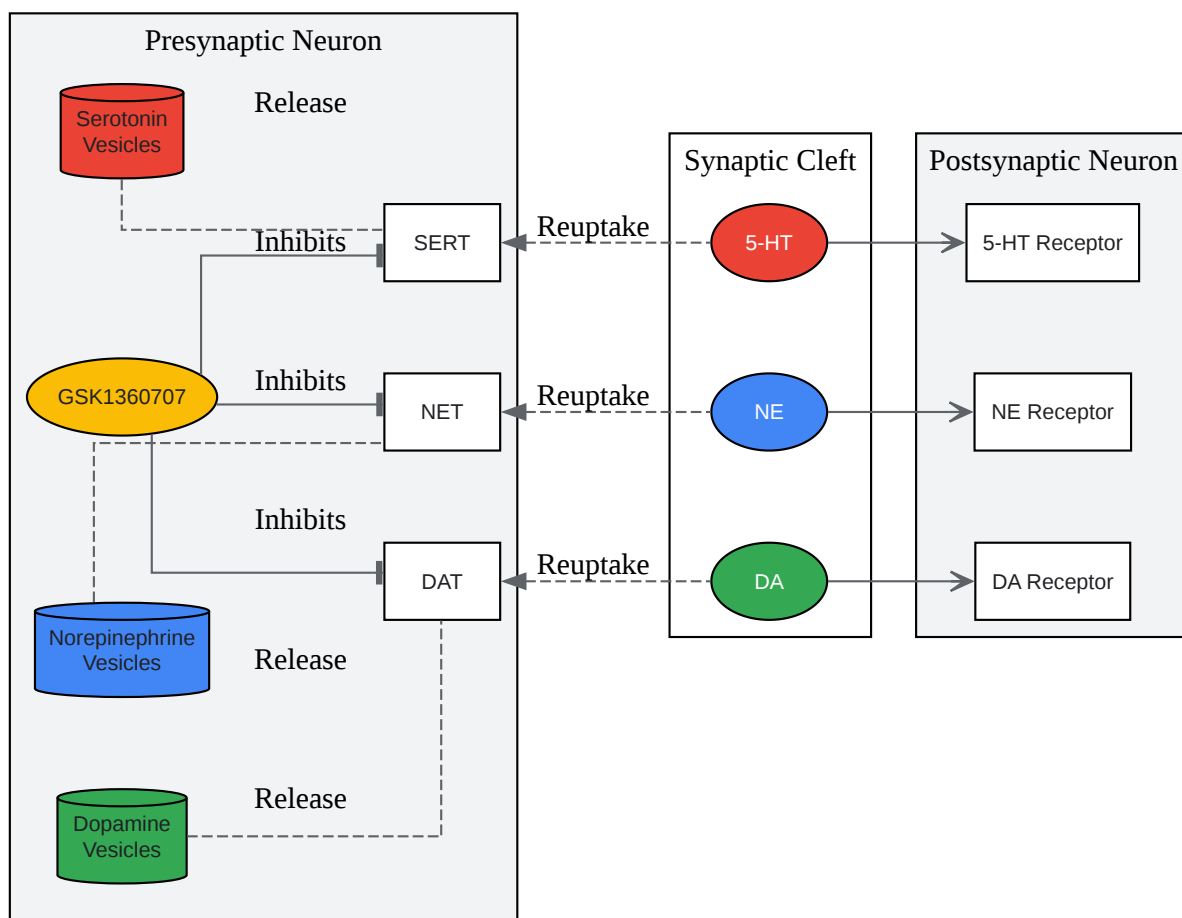 Presynaptic Neuron
Release
Serotonin
Vesicles
Inhibits
SERT
GSK1360707
Inhibits
NET
Inhibits
DAT
Norepinephrine
Vesicles
Release
Release
Dopamine
Vesicles
Reuptake
Reuptake
Reuptake
Synaptic Cleft
5-HT
NE
DA
Postsynaptic Neuron
5-HT Receptor
NE Receptor
DA Receptor